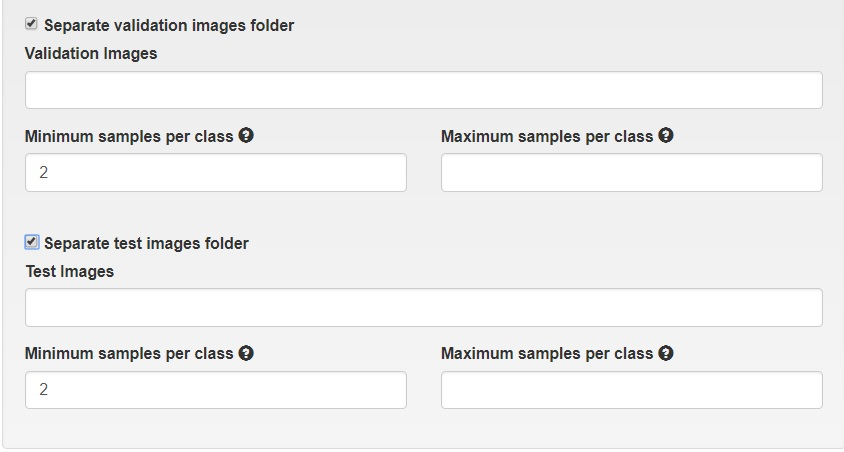 Separate validation images folder
Validation Images
Minimum samples per class Maximum samples per class
2
Separate test images folder
Test Images
Minimum samples per class Maximum samples per class
2